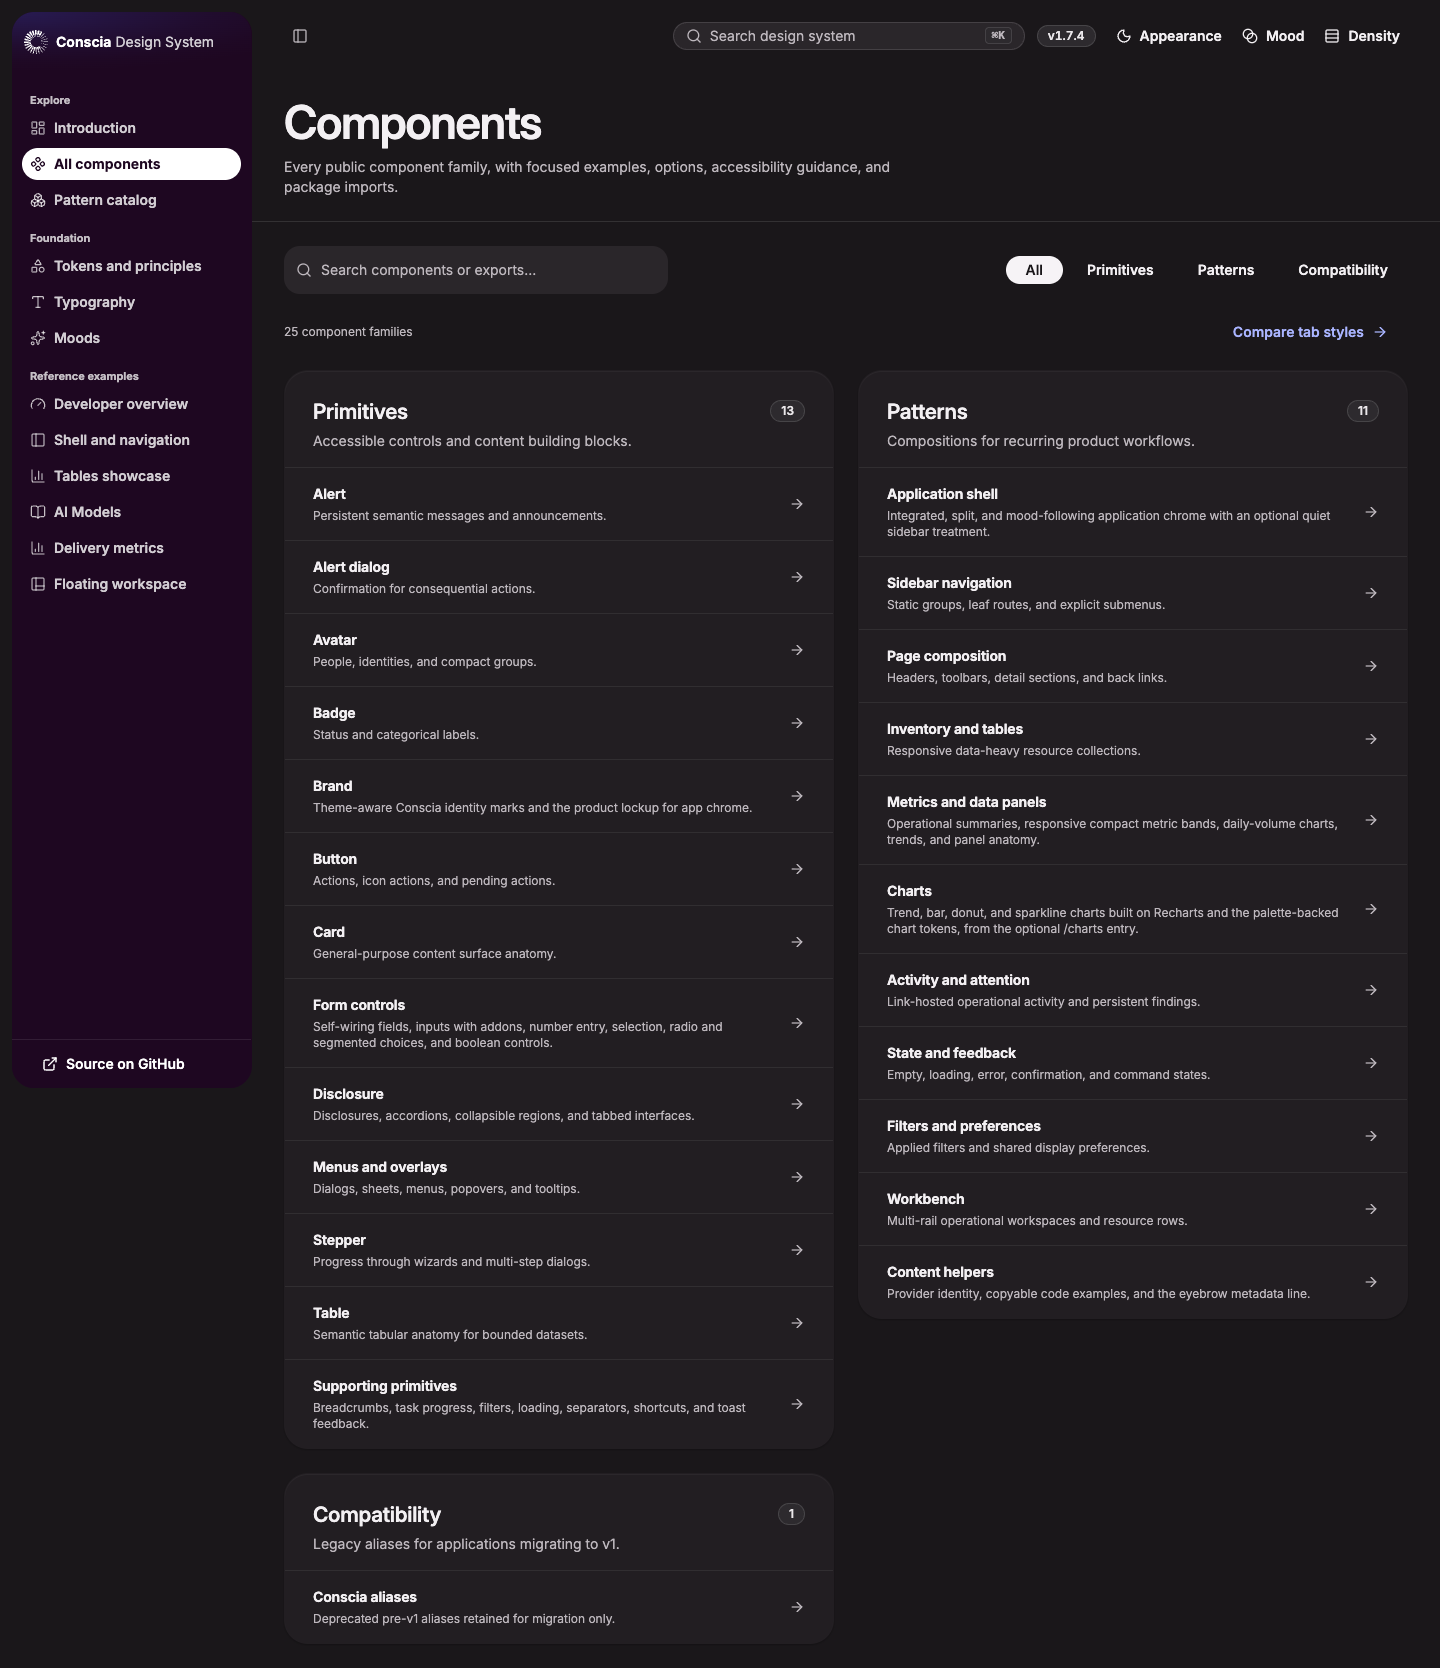 Conscia Design System
Explore
Introduction
All components
Pattern catalog
Foundation
Tokens and principles
Typography
Moods
Reference examples
Developer overview
Shell and navigation
Tables showcase
AI Models
Delivery metrics
Floating workspace
Source on GitHub
Search design system
⌘K
v1.7.4
Appearance
Mood
Density
Components
Every public component family, with focused examples, options, accessibility guidance, and
package imports.
Search components or exports...
All
Primitives
Patterns
Compatibility
25 component families
Compare tab styles
Primitives
13
Accessible controls and content building blocks.
Alert
Persistent semantic messages and announcements.
Alert dialog
Confirmation for consequential actions.
Avatar
People, identities, and compact groups.
Badge
Status and categorical labels.
Brand
Theme-aware Conscia identity marks and the product lockup for app chrome.
Button
Actions, icon actions, and pending actions.
Card
General-purpose content surface anatomy.
Form controls
Self-wiring fields, inputs with addons, number entry, selection, radio and
segmented choices, and boolean controls.
Disclosure
Disclosures, accordions, collapsible regions, and tabbed interfaces.
Menus and overlays
Dialogs, sheets, menus, popovers, and tooltips.
Stepper
Progress through wizards and multi-step dialogs.
Table
Semantic tabular anatomy for bounded datasets.
Supporting primitives
Breadcrumbs, task progress, filters, loading, separators, shortcuts, and toast
feedback.
Patterns
11
Compositions for recurring product workflows.
Application shell
Integrated, split, and mood-following application chrome with an optional quiet
sidebar treatment.
Sidebar navigation
Static groups, leaf routes, and explicit submenus.
Page composition
Headers, toolbars, detail sections, and back links.
Inventory and tables
Responsive data-heavy resource collections.
Metrics and data panels
Operational summaries, responsive compact metric bands, daily-volume charts,
trends, and panel anatomy.
Charts
Trend, bar, donut, and sparkline charts built on Recharts and the palette-backed
chart tokens, from the optional /charts entry.
Activity and attention
Link-hosted operational activity and persistent findings.
State and feedback
Empty, loading, error, confirmation, and command states.
Filters and preferences
Applied filters and shared display preferences.
Workbench
Multi-rail operational workspaces and resource rows.
Content helpers
Provider identity, copyable code examples, and the eyebrow metadata line.
Compatibility
1
Legacy aliases for applications migrating to v1.
Conscia aliases
Deprecated pre-v1 aliases retained for migration only.